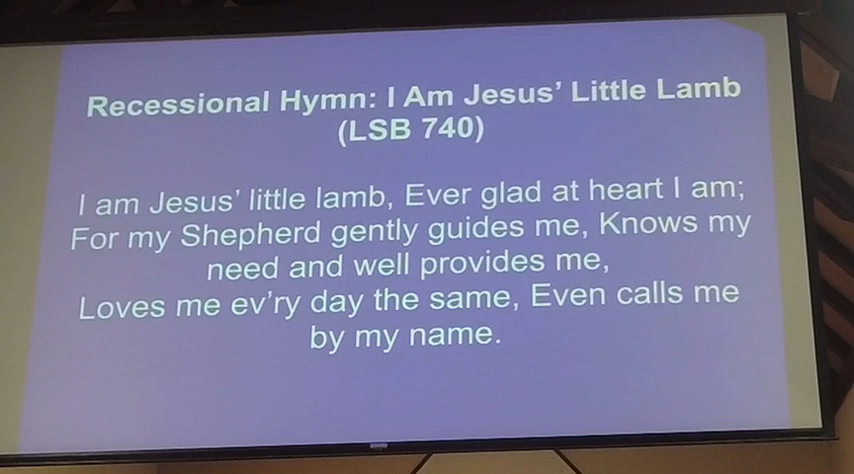 Recessional Hymn: I Am Jesus’ Little Lamb
(LSB 740)
I am Jesus’ little lamb, Ever glad at heart I am;
For my Shepherd gently guides me, Knows my
need and well provides me,
Loves me ev’ry day the same, Even calls me
by my name.